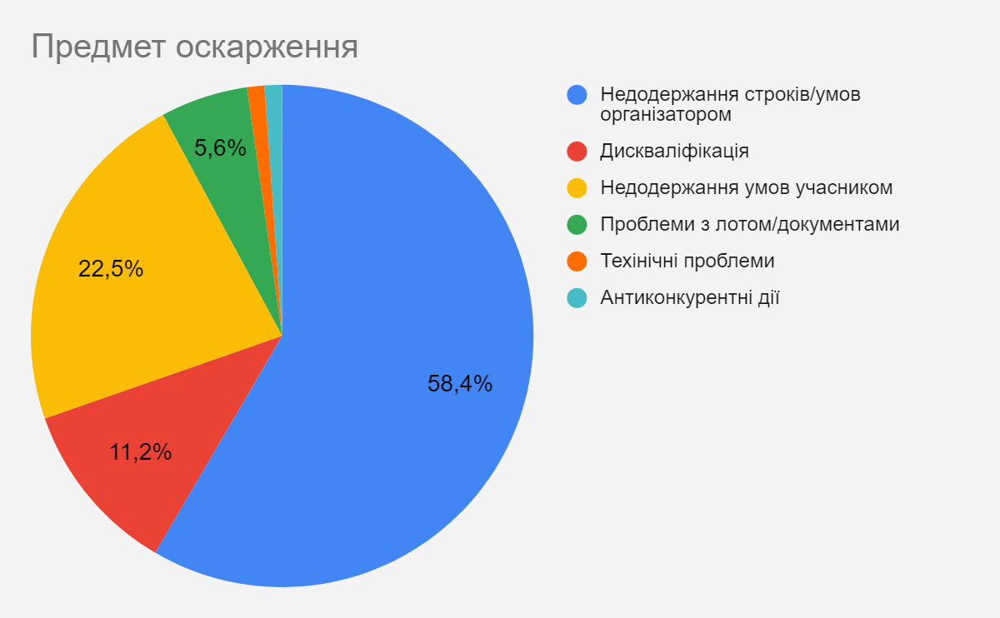 Предмет оскарження
5,6%
22,5%
11,2%
58,4%
Недодержання строків/умов
організатором
Дискваліфікація
Недодержання умов учасником
Проблеми з лотом/документами
Техінічні проблеми
Антиконкурентні дії